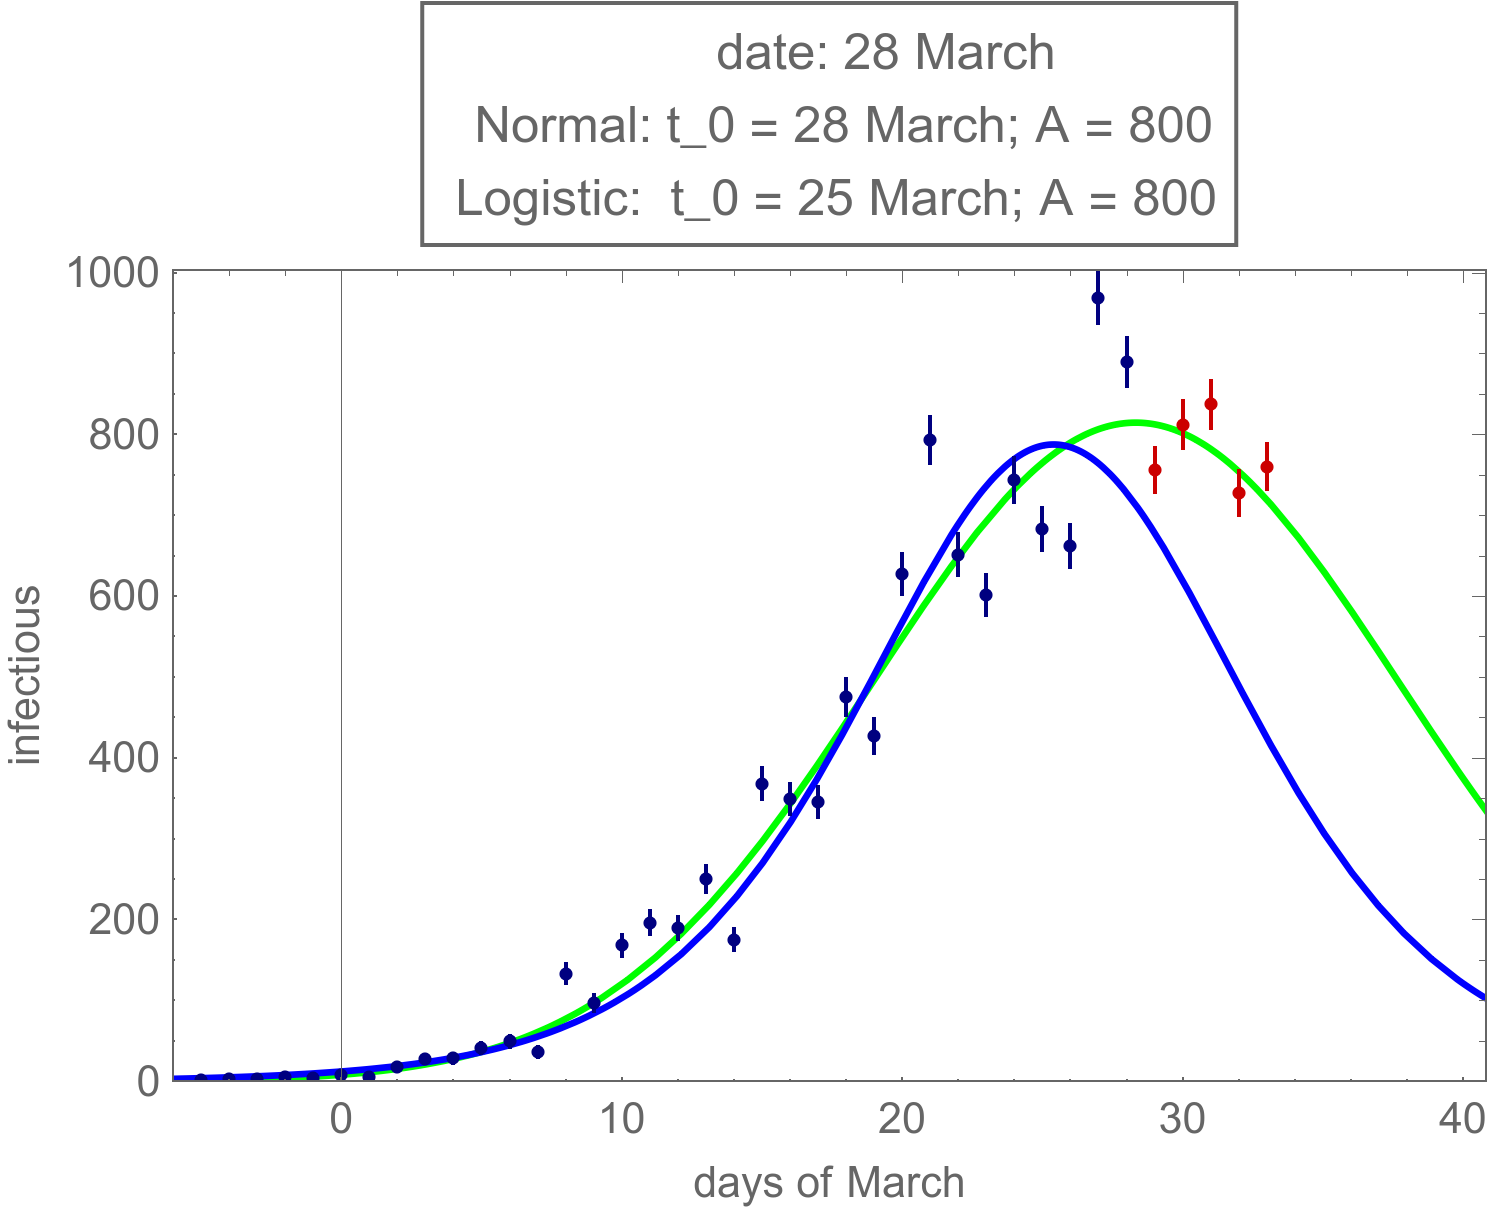 date: 28 March
Normal: t_0 = 28 March; A = 800
Logistic: t_0 = 25 March; A = 800
1000
800
600
400
200
0
infectious
0 10 20 30 40
days of March